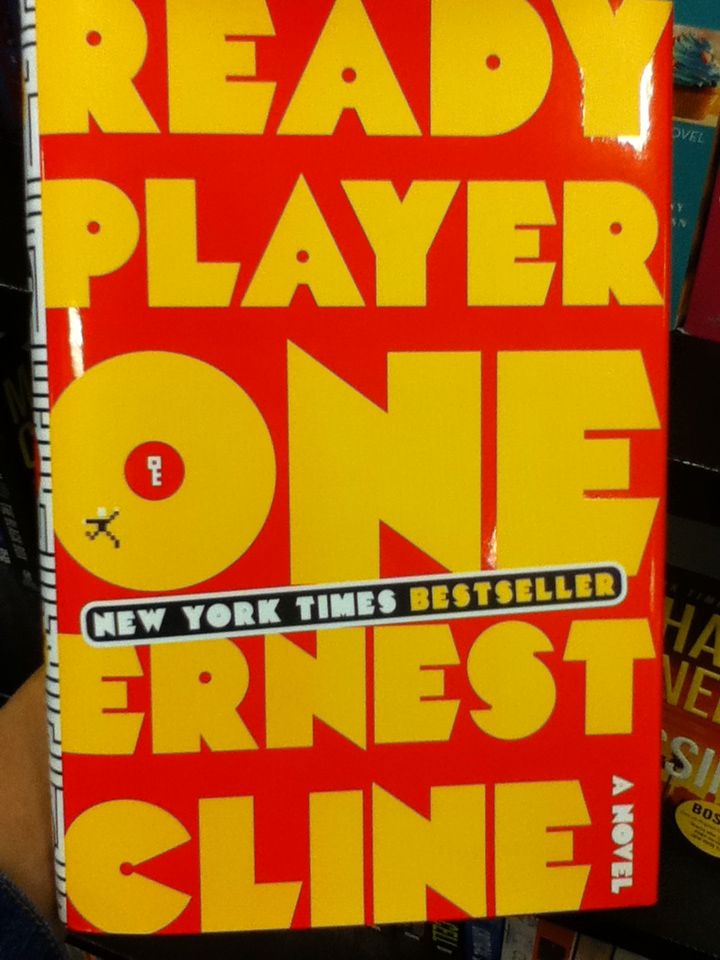 READY
PLAYER
ONE
NEW YORK TIMES BESTSELLER
ERNEST
CLINE
A NOVEL